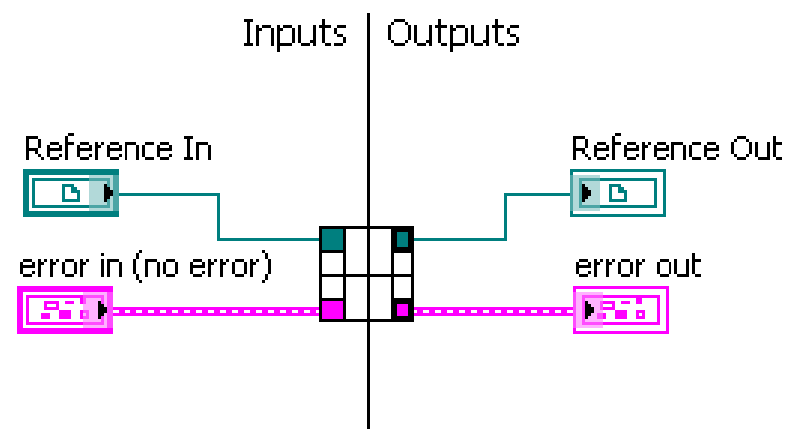 Inputs
Outputs
Reference In
Reference Out
error in (no error)
error out